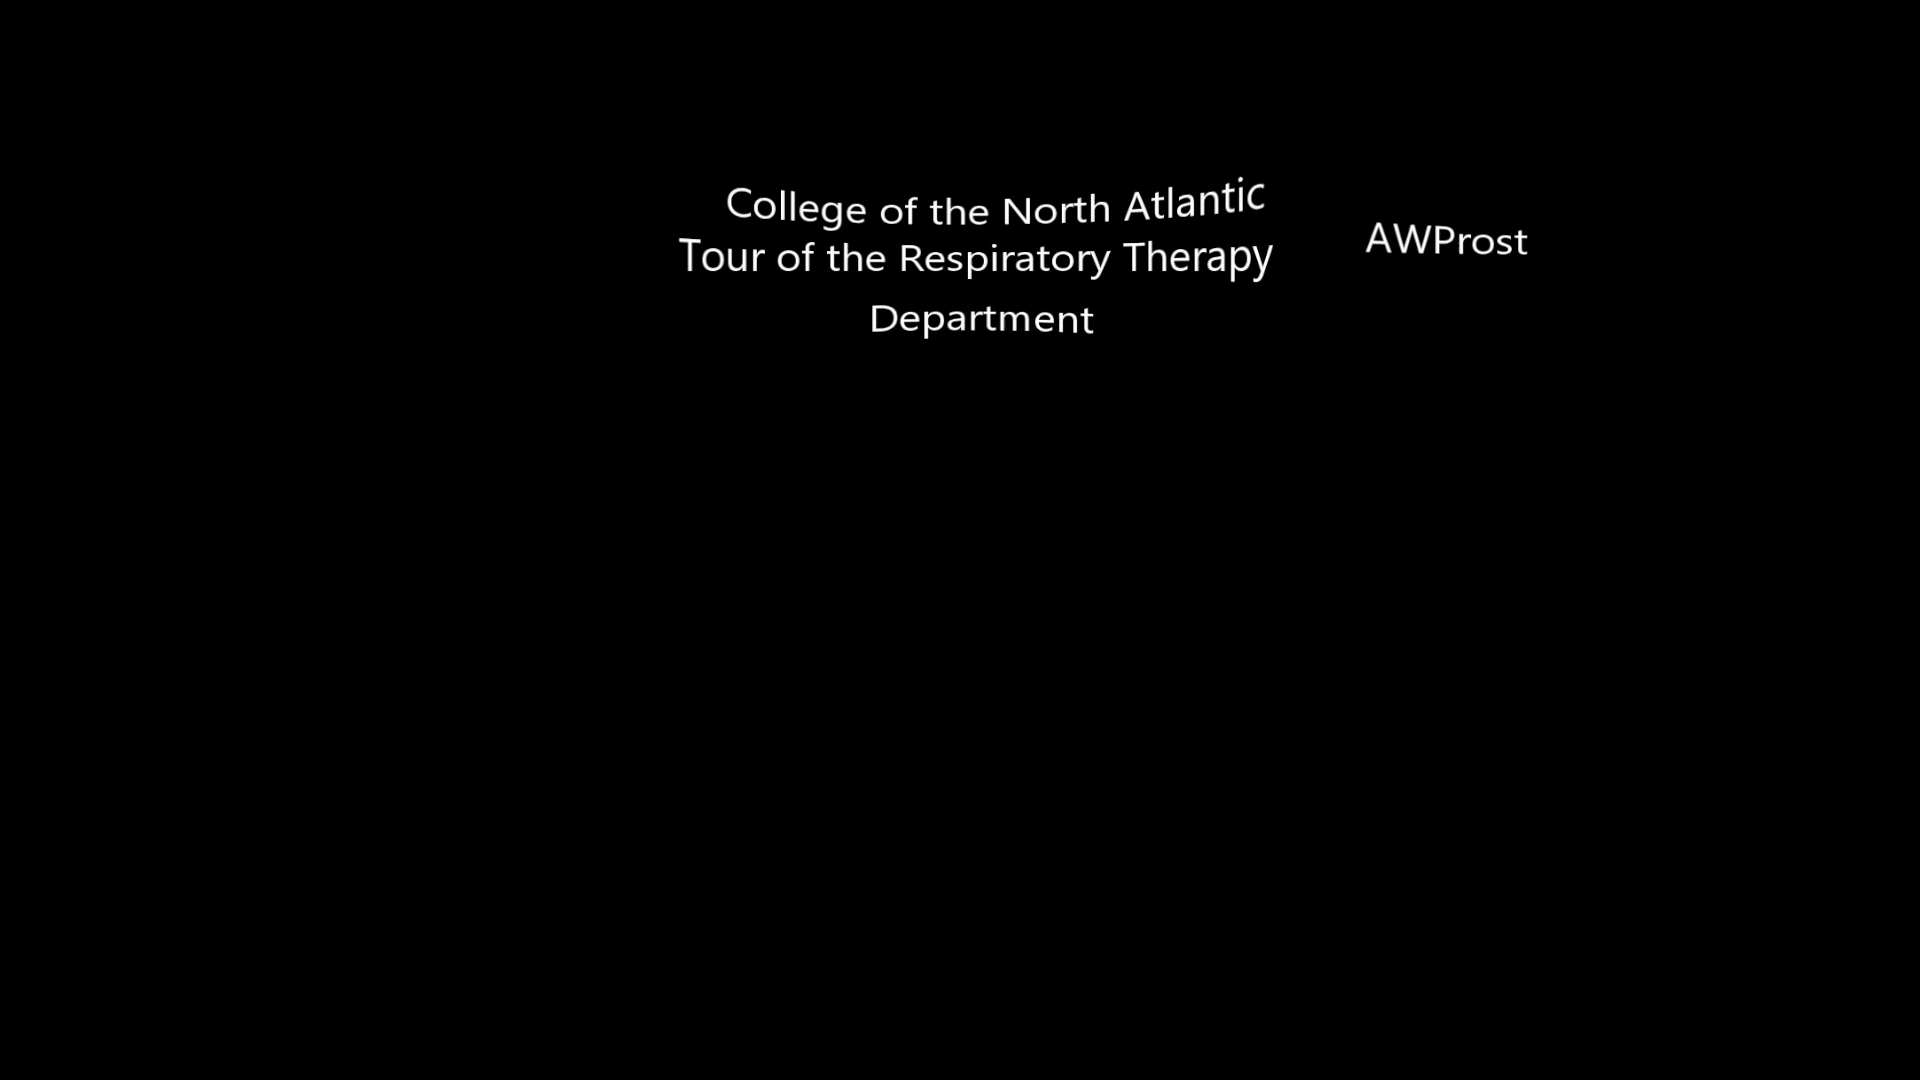 College of the North Atlantic
Tour of the Respiratory Therapy
Department
AWProst